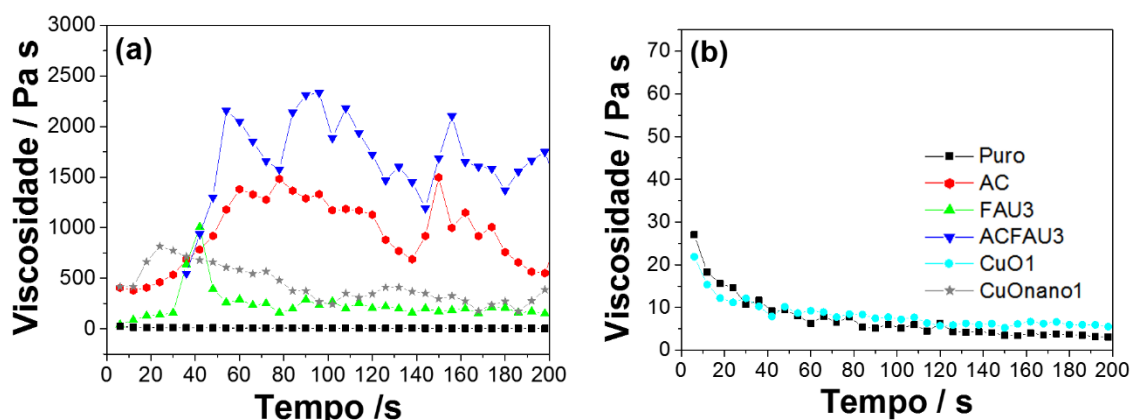 (a)
Viscosidade / Pa s
3000
2500
2000
1500
1000
500
0
0 20 40 60 80 100 120 140 160 180 200
Tempo /s
(b)
Viscosidade / Pa s
70
60
50
40
30
20
10
0
Puro
AC
FAU3
ACFAU3
CuO1
CuOnano1
0 20 40 60 80 100 120 140 160 180 200
Tempo / s